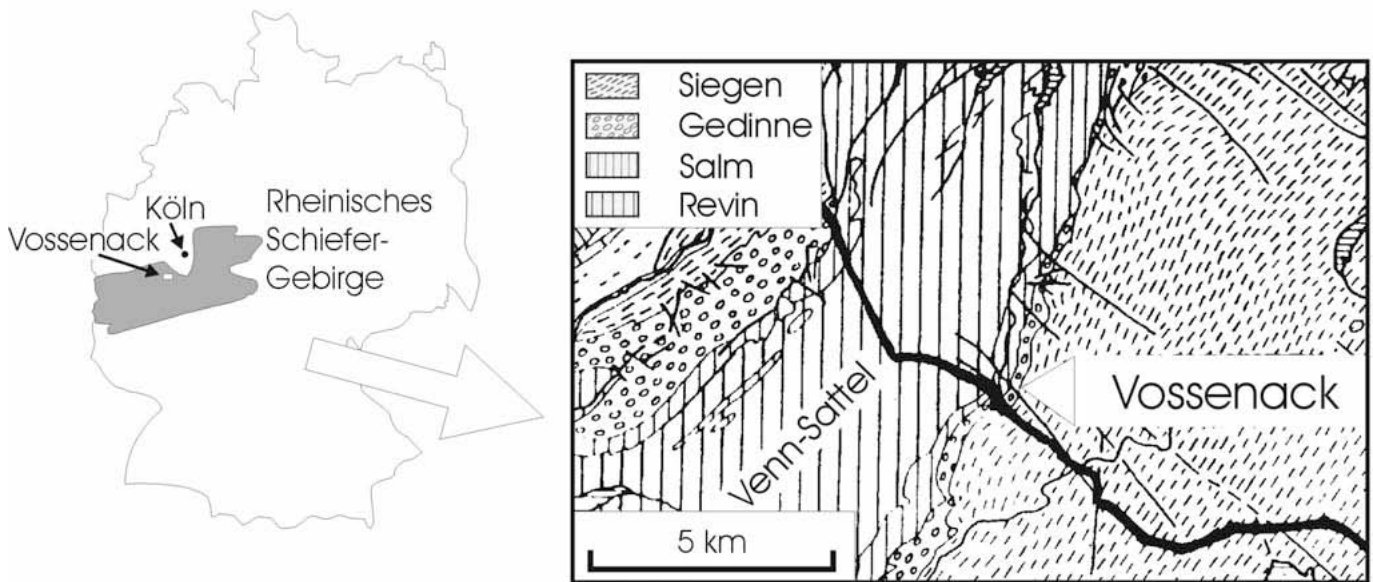 Köln
Vossenack
Rheinisches
Schiefer-
Gebirge
Siegen
Gedinne
Salm
Revin
Venn-Sattel
Vossenack
5 km